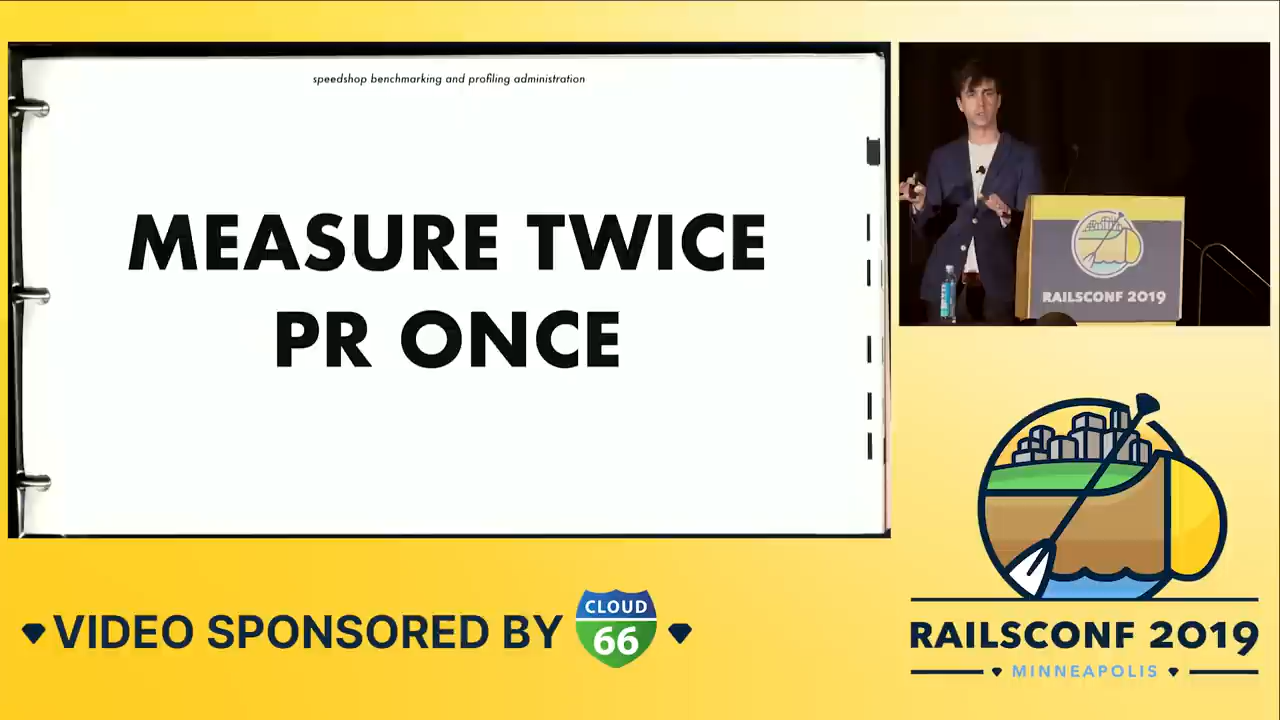 speedshop benchmarking and profiling administration
MEASURE TWICE
PR ONCE
RAILSCONF 2019
VIDEO SPONSORED BY
CLOUD
66
RAILSCONF 2019
MINNEAPOLIS